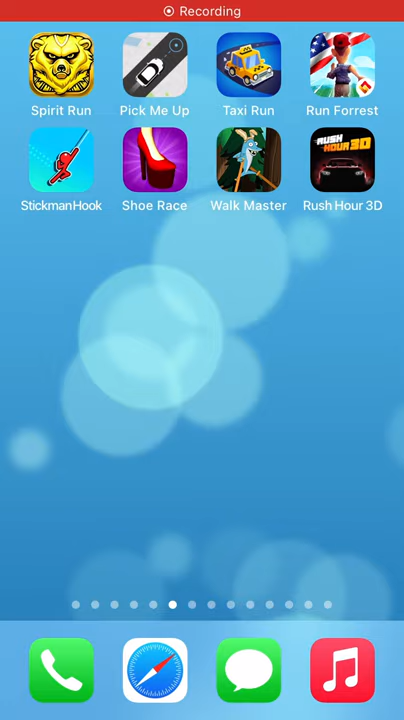 Recording
Spirit Run
Pick Me Up
Taxi Run
Run Forrest
StickmanHook
Shoe Race
Walk Master
RUSH
HOUR 3D
Rush Hour 3D